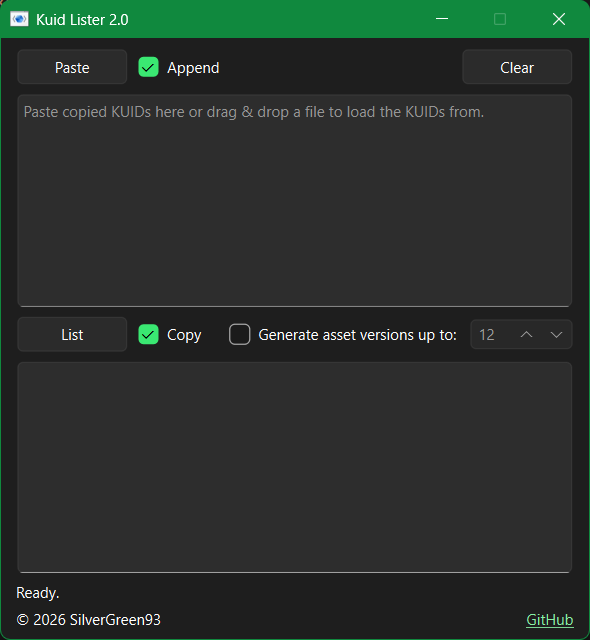 Kuid Lister 2.0
Paste Append Clear
Paste copied KUIDs here or drag & drop a file to load the KUIDs from.
List Copy Generate asset versions up to: 12
Ready.
© 2026 SilverGreen93 GitHub